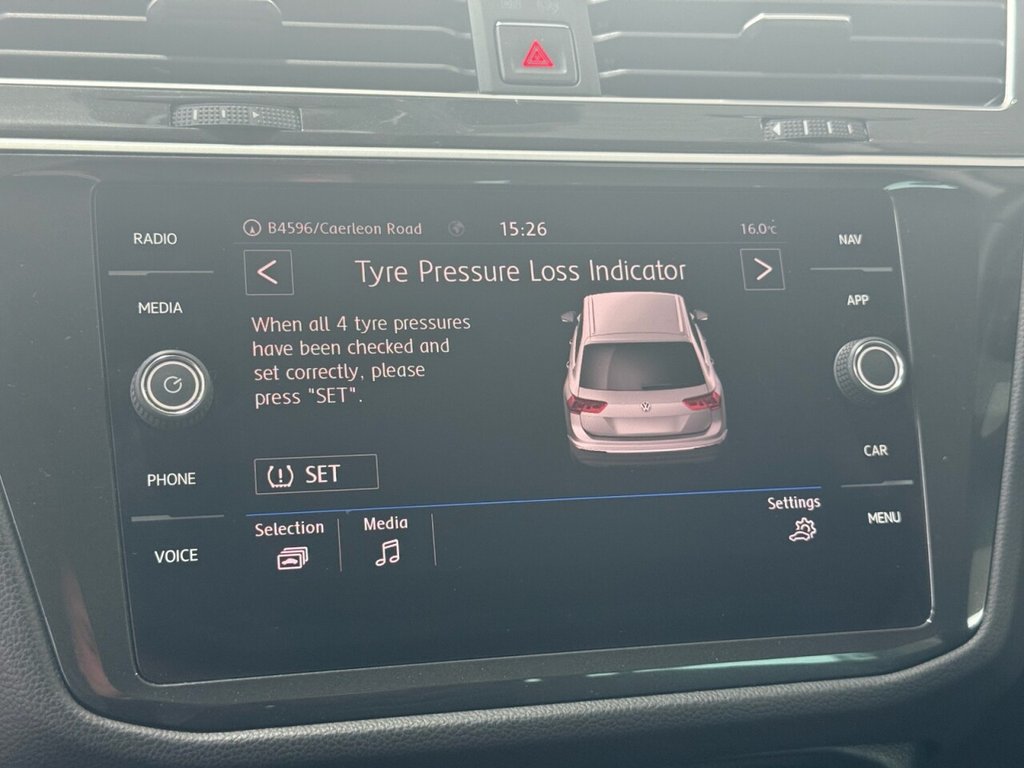 RADIO
MEDIA
PHONE
VOICE
B4596/Caerleon Road
15:26
16.0°C
< Tyre Pressure Loss Indicator >
When all 4 tyre pressures
have been checked and
set correctly, please
press "SET".
(!) SET
Selection
Media
Settings
NAV
APP
CAR
MENU